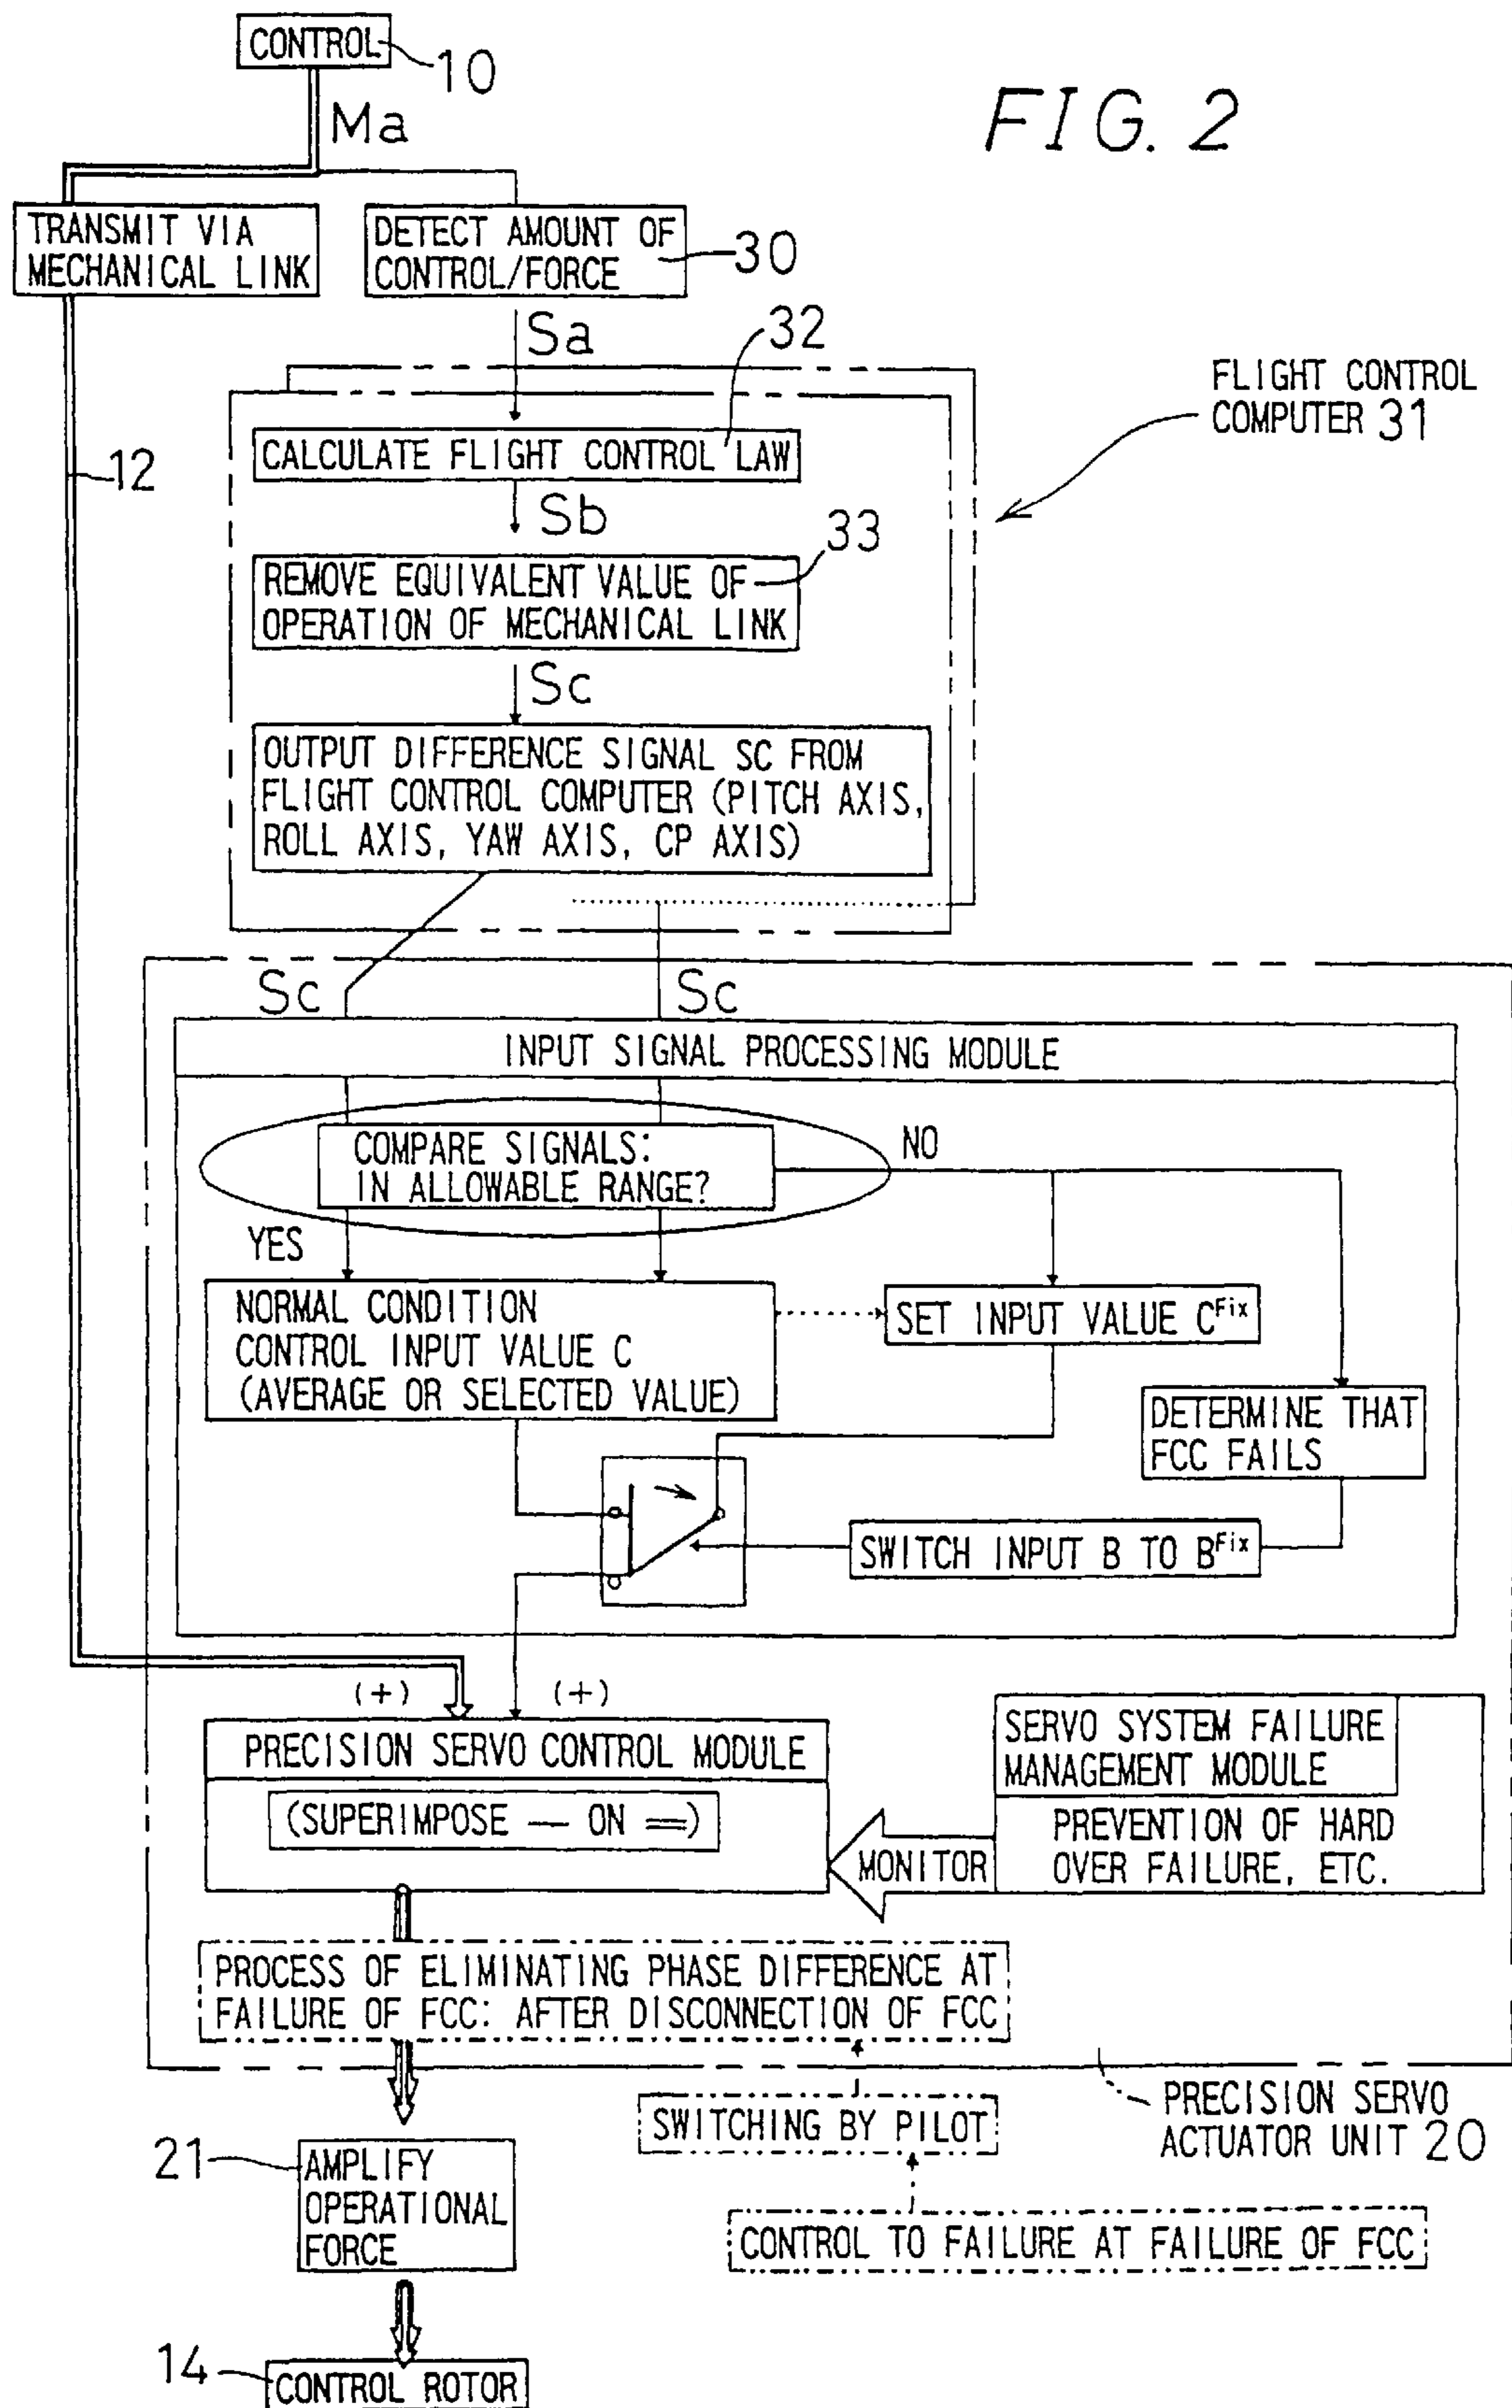 CONTROL
10
Ma
FIG. 2
TRANSMIT VIA
MECHANICAL LINK
DETECT AMOUNT OF
CONTROL/FORCE
30
Sa
32
FLIGHT CONTROL
COMPUTER 31
CALCULATE FLIGHT CONTROL LAW
12
Sb
33
REMOVE EQUIVALENT VALUE OF
OPERATION OF MECHANICAL LINK
Sc
OUTPUT DIFFERENCE SIGNAL SC FROM
FLIGHT CONTROL COMPUTER (PITCH AXIS,
ROLL AXIS, YAW AXIS, CP AXIS)
Sc
Sc
INPUT SIGNAL PROCESSING MODULE
COMPARE SIGNALS:
IN ALLOWABLE RANGE?
NO
YES
NORMAL CONDITION
CONTROL INPUT VALUE C
(AVERAGE OR SELECTED VALUE)
SET INPUT VALUE C^Fix
DETERMINE THAT
FCC FAILS
SWITCH INPUT B TO B^Fix
(+)
(+)
PRECISION SERVO CONTROL MODULE
(SUPERIMPOSE — ON ＝)
SERVO SYSTEM FAILURE
MANAGEMENT MODULE
PREVENTION OF HARD
OVER FAILURE, ETC.
MONITOR
PROCESS OF ELIMINATING PHASE DIFFERENCE AT
FAILURE OF FCC: AFTER DISCONNECTION OF FCC
SWITCHING BY PILOT
PRECISION SERVO
ACTUATOR UNIT 20
21
AMPLIFY
OPERATIONAL
FORCE
CONTROL TO FAILURE AT FAILURE OF FCC
14
CONTROL ROTOR